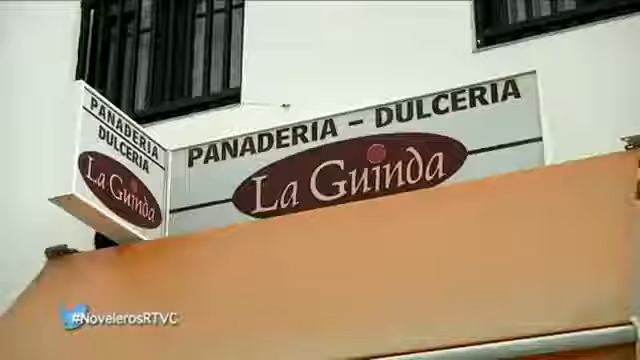 PANADERIA
DULCERIA
La Guinda
PANADERIA - DULCERIA
La Guinda
#NovelerosRTVC